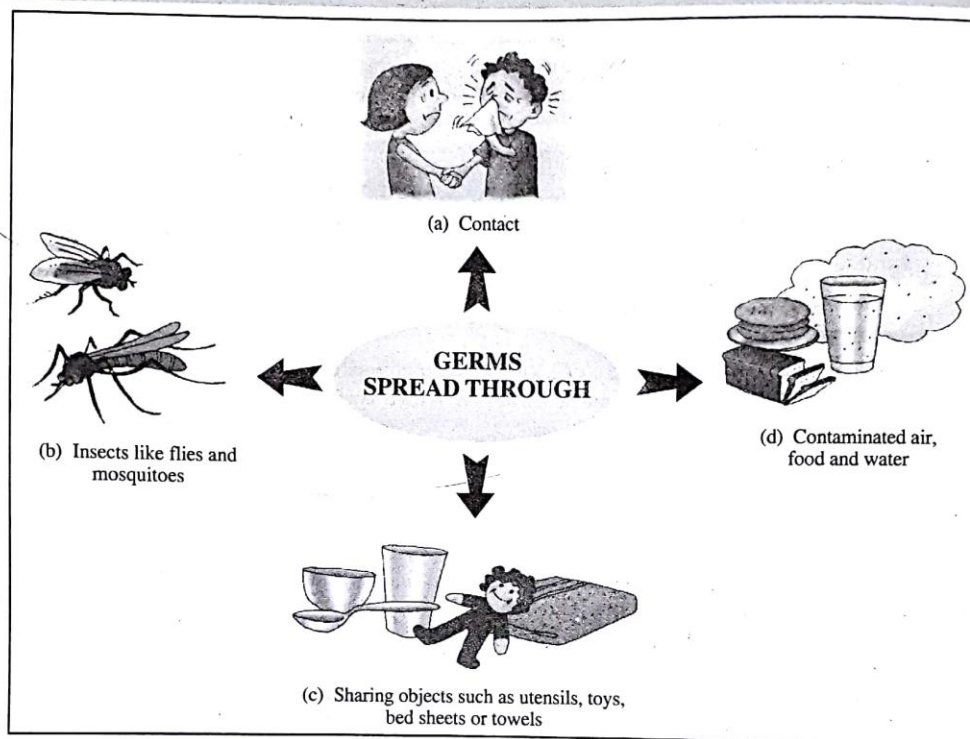 (a) Contact
GERMS
SPREAD THROUGH
(b) Insects like flies and
mosquitoes
(d) Contaminated air,
food and water
(c) Sharing objects such as utensils, toys,
bed sheets or towels